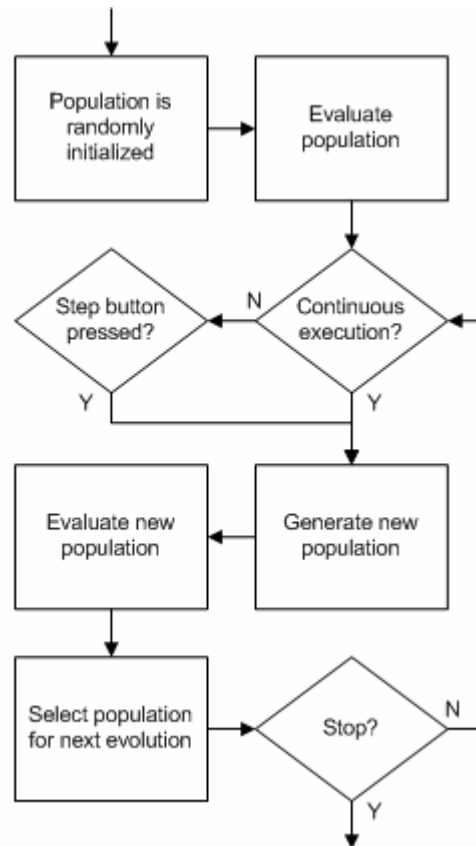 Population is
randomly
initialized
Evaluate
population
Step button
pressed?
N
Continuous
execution?
Y
Y
Evaluate new
population
Generate new
population
Select population
for next evolution
Stop?
N
Y